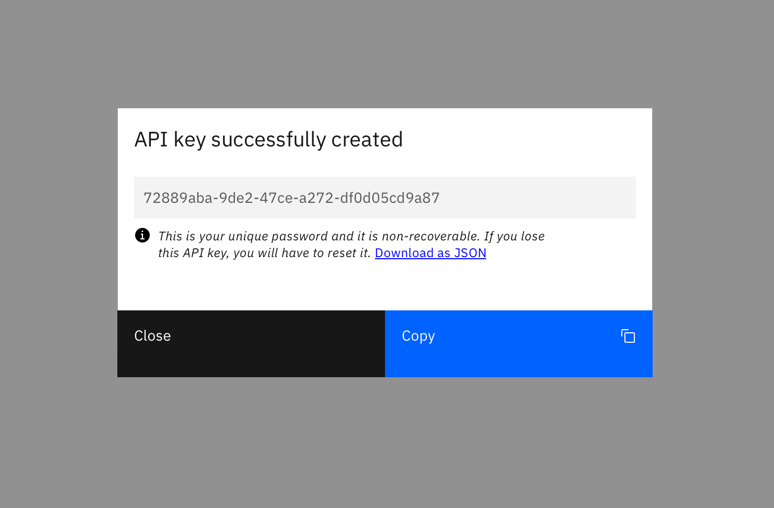 API key successfully created
72889aba-9de2-47ce-a272-df0d05cd9a87
This is your unique password and it is non-recoverable. If you lose
this API key, you will have to reset it. Download as JSON
Close
Copy